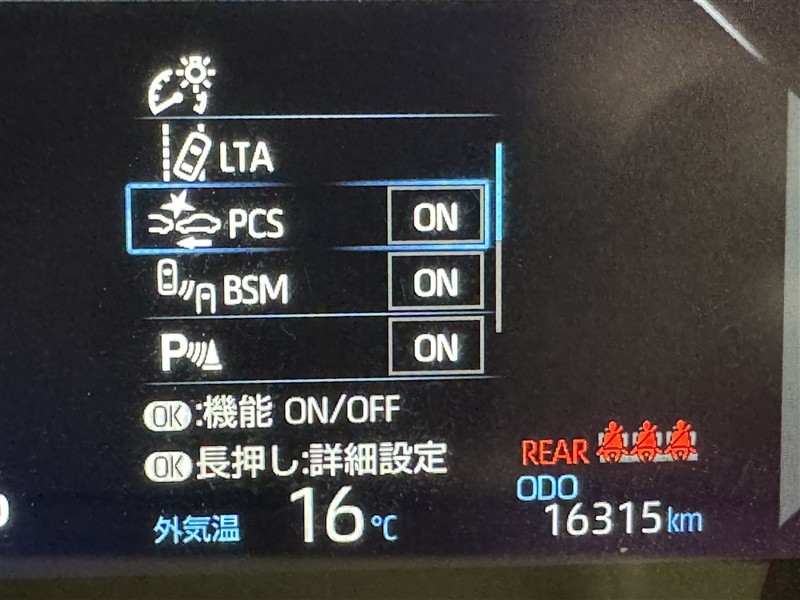 LTA
PCS ON
BSM ON
P ON
OK:機能 ON/OFF
OK長押し:詳細設定
REAR
ODO
外気温 16℃
16315km